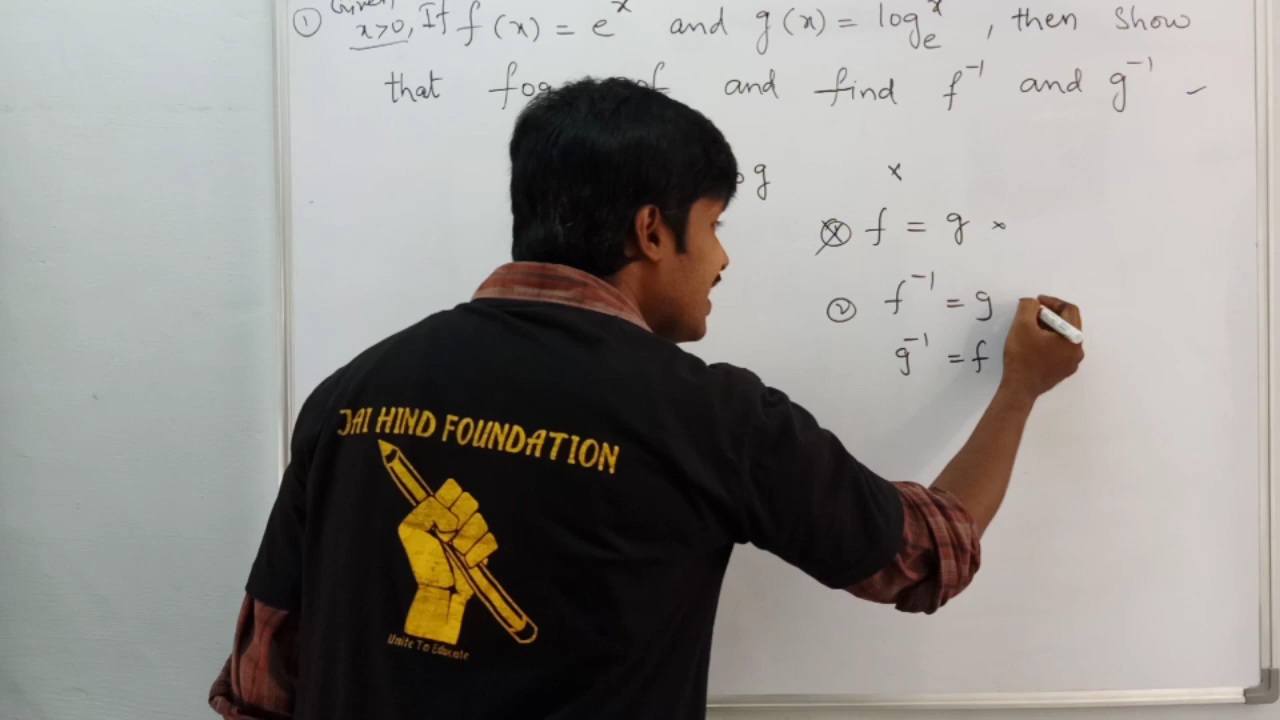 ① Given, x>0, If f(x) = eˣ and g(x) = logₑˣ, then show
that fog of and find f⁻¹ and g⁻¹
g x
f = g x
② f⁻¹ = g
g⁻¹ = f
JAI HIND FOUNDATION
Unite To Educate